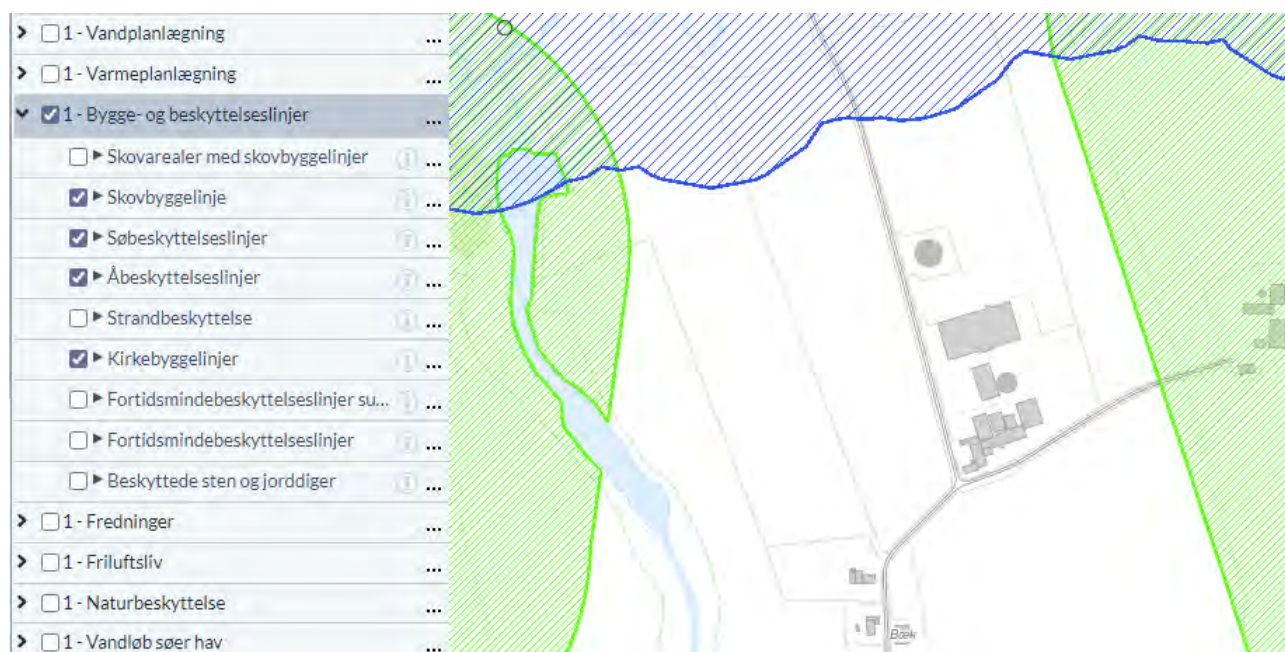 1 - Vandplanlægning ...
1 - Varmeplanlægning ...
1 - Bygge- og beskyttelseslinjer ...
Skovarealer med skovbyggelinjer ...
Skovbyggelinje ...
Søbeskyttelseslinjer ...
Åbeskyttelseslinjer ...
Strandbeskyttelse ...
Kirkebyggelinjer ...
Fortidsmindebeskyttelseslinjer su... ...
Fortidsmindebeskyttelseslinjer ...
Beskyttede sten og jorddiger ...
1 - Fredninger ...
1 - Friluftsliv ...
1 - Naturbeskyttelse ...
1 - Vandløb søer hav ...
Bæk